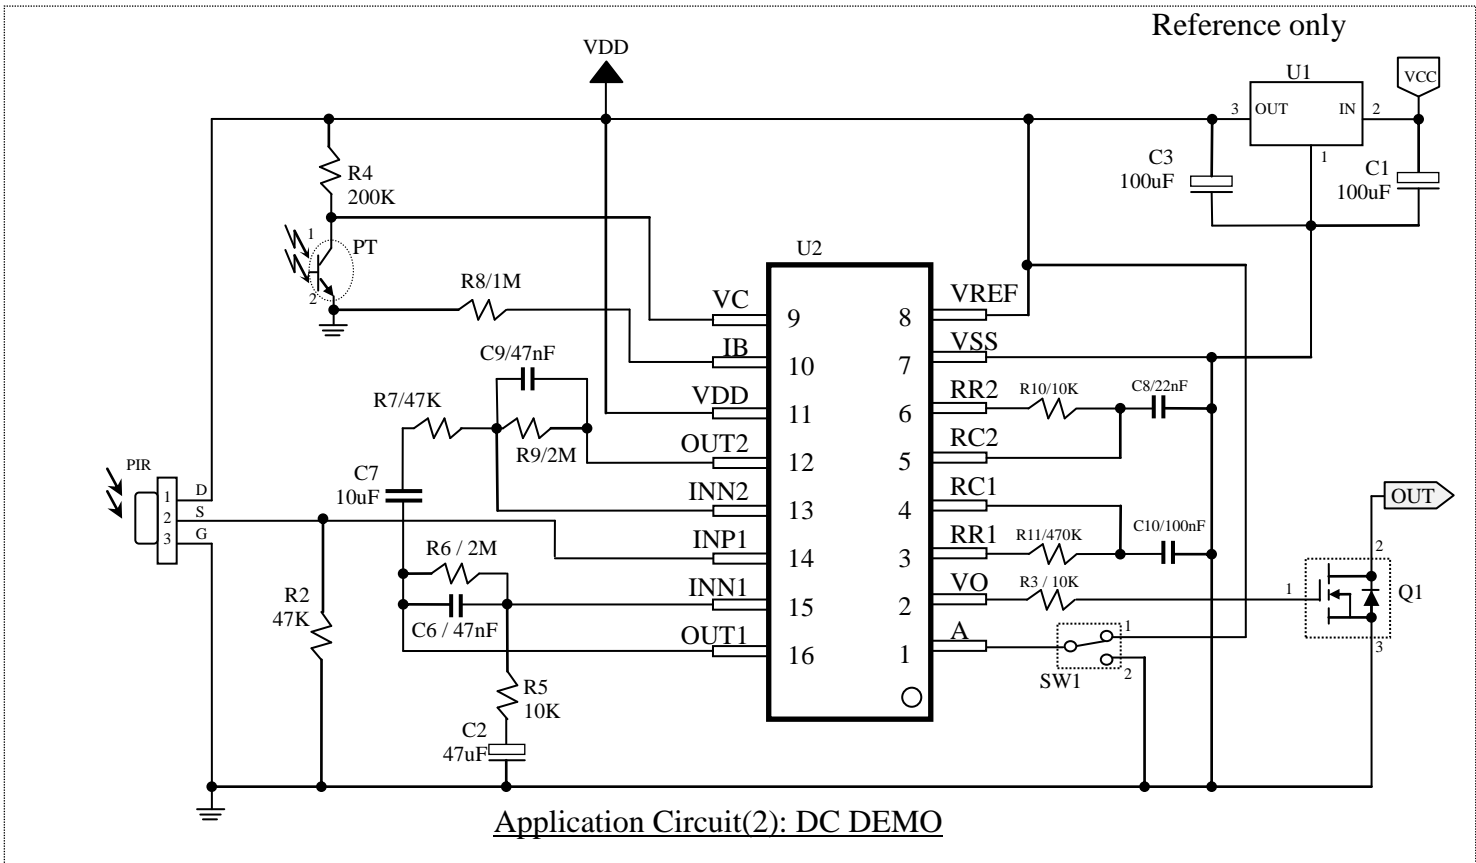 Reference only
VDD
U1
VCC
3 OUT IN 2
1
C3
100uF
C1
100uF
R4
200K
1
PT
2
R8/1M
U2
VC
9
8
VREF
IB
10
7
VSS
C9/47nF
R7/47K
VDD
11
6
RR2
R10/10K
C8/22nF
R9/2M
OUT2
12
5
RC2
C7
10uF
INN2
13
4
RC1
PIR
1 D
2 S
3 G
INP1
14
3
RR1
R11/470K
C10/100nF
OUT
R6 / 2M
R2
47K
INN1
15
2
VO
R3 / 10K
1
2
Q1
3
C6 / 47nF
OUT1
16
1
A
1
2
SW1
R5
10K
C2
47uF
Application Circuit(2): DC DEMO